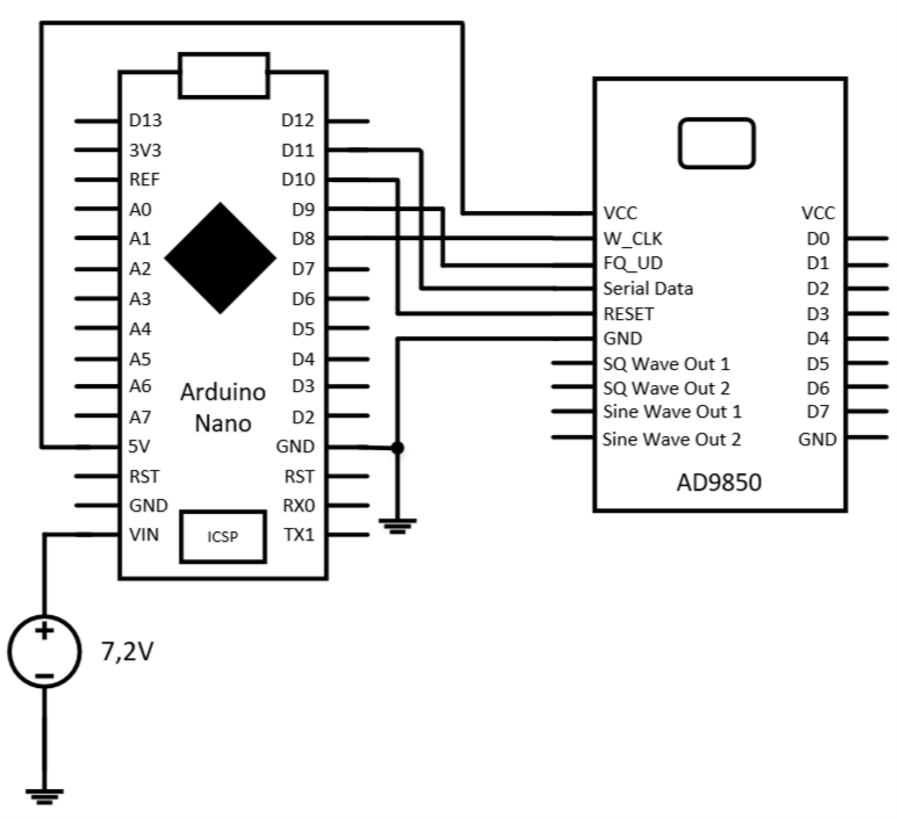 D13
3V3
REF
A0
A1
A2
A3
A4
A5
A6
A7
5V
RST
GND
VIN
D12
D11
D10
D9
D8
D7
D6
D5
D4
D3
D2
GND
RST
RX0
TX1
Arduino
Nano
ICSP
+
−
7,2V
VCC
W_CLK
FQ_UD
Serial Data
RESET
GND
SQ Wave Out 1
SQ Wave Out 2
Sine Wave Out 1
Sine Wave Out 2
VCC
D0
D1
D2
D3
D4
D5
D6
D7
GND
AD9850